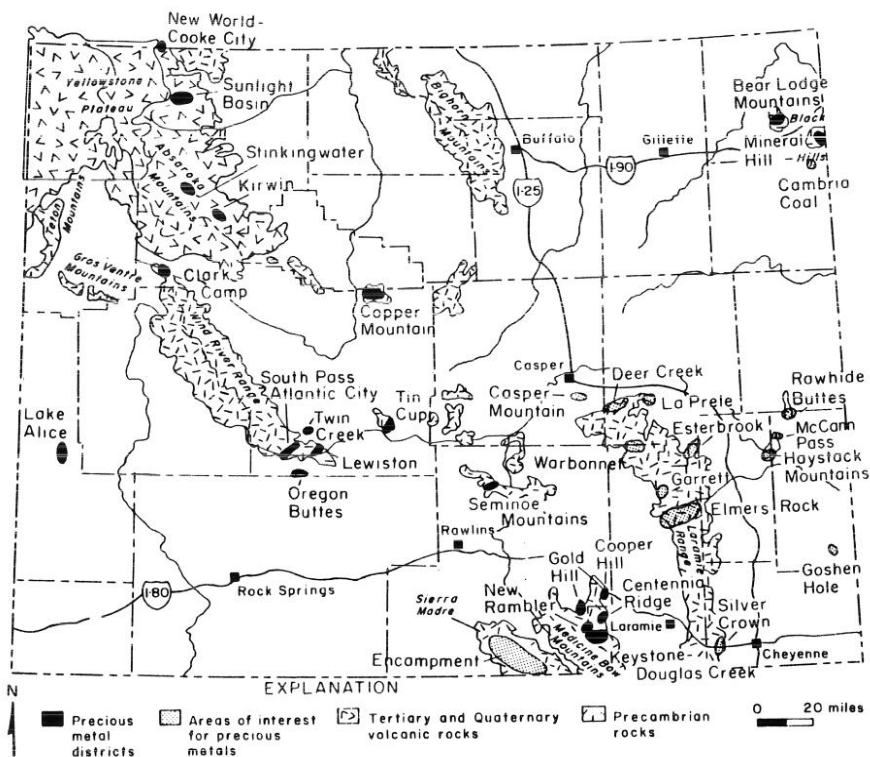 New World-
Cooke City
Yellowstone
Plateau
Sunlight
Basin
Absaroka
Mountains
Stinkingwater
Kirwin
Teton
Mountains
Gros Ventre
Mountains
Clarks
Camp
Bighorn
Mountains
Buffalo
Gillette
I-90
I-25
Bear Lodge
Mountains
Black
Hills
Mineral
Hill
Cambria
Coal
Copper
Mountain
Wind River Range
South Pass
Atlantic City
Twin
Creek
Tin
Cup
Lewiston
Oregon
Buttes
Lake
Alice
Casper
Casper
Mountain
Deer Creek
La Prele
Rawhide
Buttes
Esterbrook
McCann
Pass
Haystack
Mountains
Warbonnet
Garrett
Elmers Rock
Laramie
Range
Seminoe
Mountains
Rawlins
Goshen
Hole
Rock Springs
I-80
Gold
Hill
Cooper
Hill
Centennial
Ridge
New
Rambler
Sierra
Madre
Medicine Bow
Mountains
Laramie
Silver
Crown
Cheyenne
Encampment
Keystone
Douglas Creek
EXPLANATION
N
Precious
metal
districts
Areas of interest
for precious
metals
Tertiary and Quaternary
volcanic rocks
Precambrian
rocks
0 20 miles